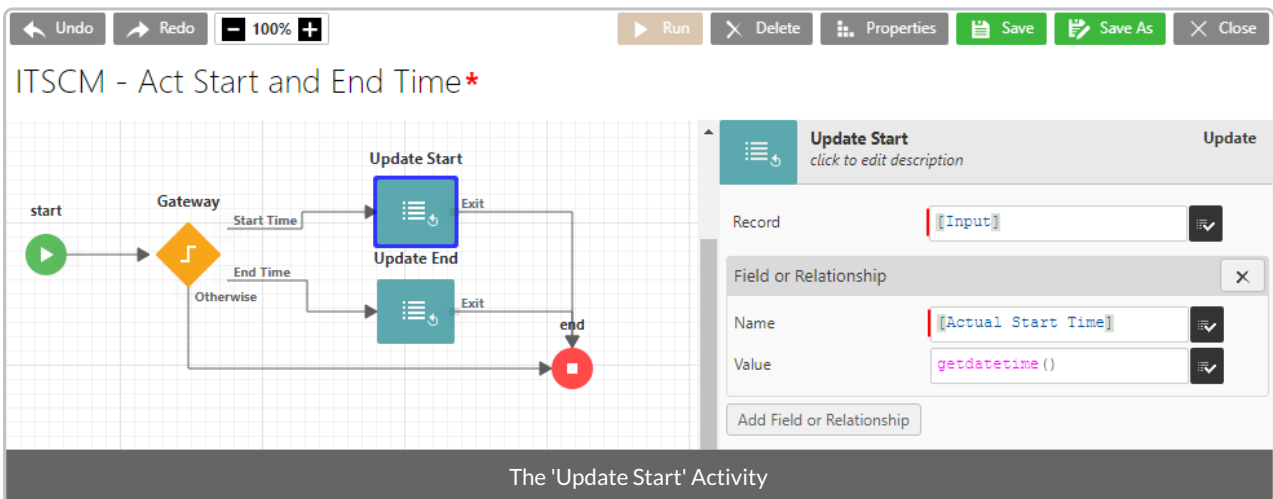 Undo Redo 100% Run Delete Properties Save Save As Close
ITSCM - Act Start and End Time*
Update Start
Gateway
start
Start Time
Exit
Update End
End Time
Otherwise
Exit
end
Update Start Update
click to edit description
Record [Input]
Field or Relationship
Name [Actual Start Time]
Value getdatetime()
Add Field or Relationship
The 'Update Start' Activity